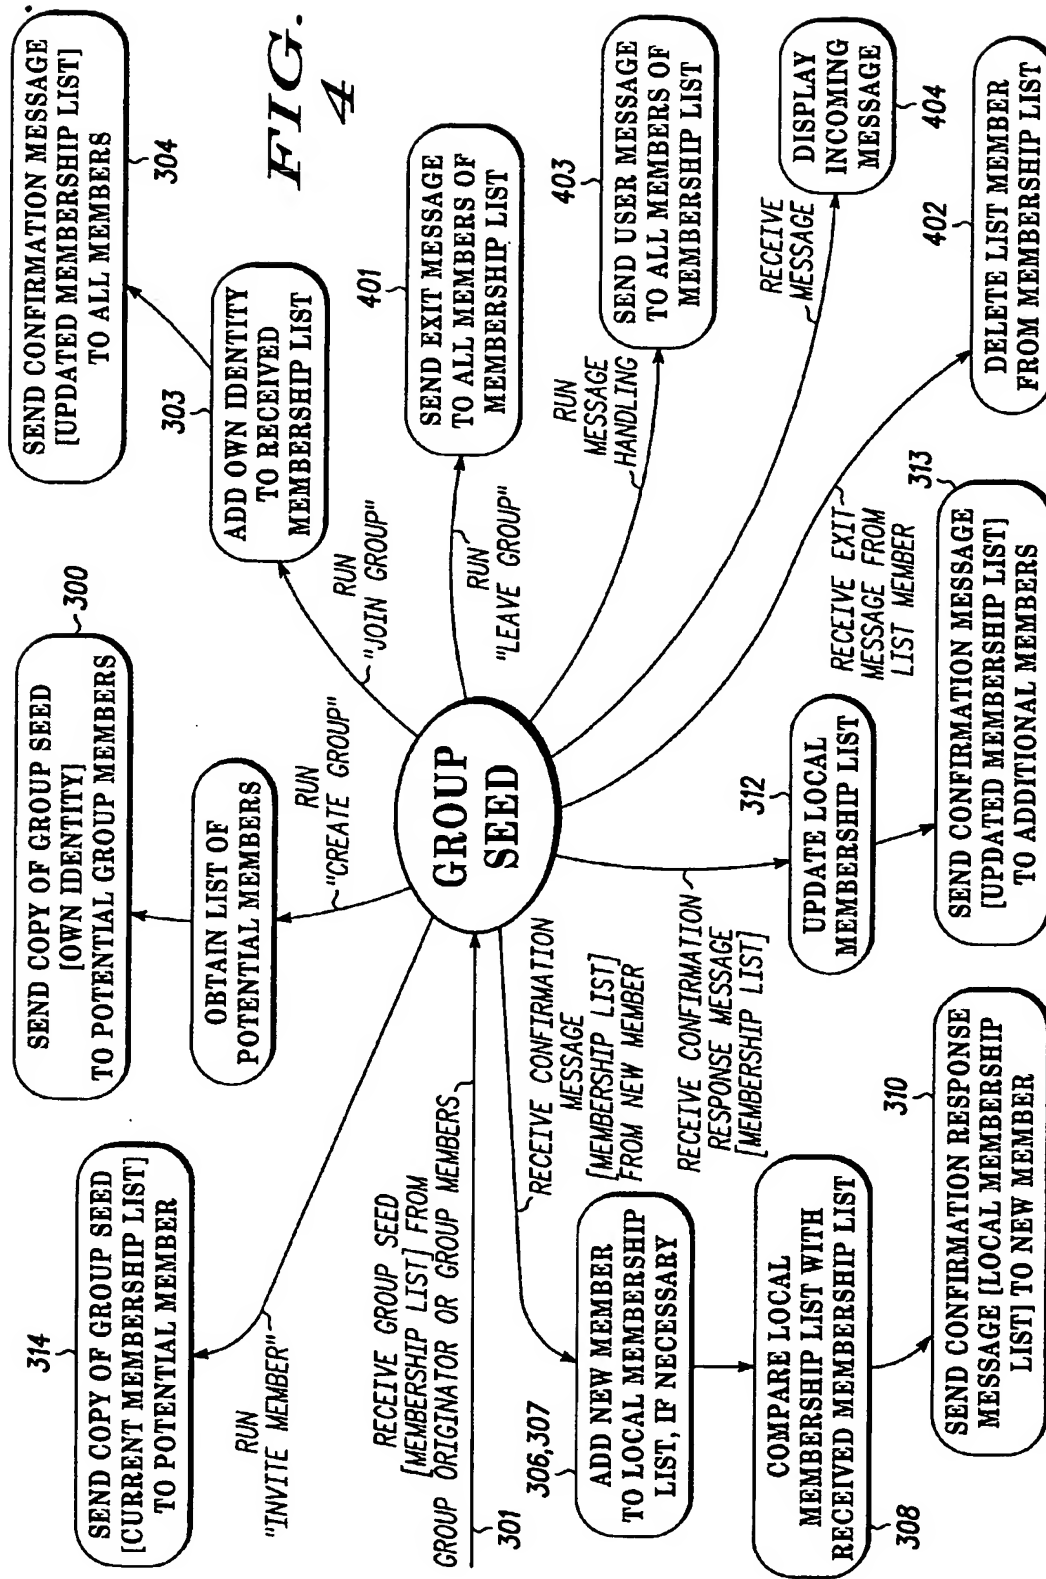 SEND COPY OF GROUP SEED
[CURRENT MEMBERSHIP LIST]
TO POTENTIAL MEMBER
314
RUN
"INVITE MEMBER"
SEND COPY OF GROUP SEED
[OWN IDENTITY]
TO POTENTIAL GROUP MEMBERS
300
OBTAIN LIST OF
POTENTIAL MEMBERS
RUN
"CREATE GROUP"
SEND CONFIRMATION MESSAGE
[UPDATED MEMBERSHIP LIST]
TO ALL MEMBERS
304
ADD OWN IDENTITY
TO RECEIVED
MEMBERSHIP LIST
303
RUN
"JOIN GROUP"
FIG.
4
SEND EXIT MESSAGE
TO ALL MEMBERS OF
MEMBERSHIP LIST
401
RUN
"LEAVE GROUP"
GROUP
SEED
RECEIVE GROUP SEED
[MEMBERSHIP LIST] FROM
GROUP ORIGINATOR OR GROUP MEMBERS
301
RUN
MESSAGE
HANDLING
SEND USER MESSAGE
TO ALL MEMBERS OF
MEMBERSHIP LIST
403
RECEIVE
MESSAGE
DISPLAY
INCOMING
MESSAGE
404
RECEIVE EXIT
MESSAGE FROM
LIST MEMBER
DELETE LIST MEMBER
FROM MEMBERSHIP LIST
402
RECEIVE CONFIRMATION
MESSAGE
[MEMBERSHIP LIST]
FROM NEW MEMBER
306,307
ADD NEW MEMBER
TO LOCAL MEMBERSHIP
LIST, IF NECESSARY
COMPARE LOCAL
MEMBERSHIP LIST WITH
RECEIVED MEMBERSHIP LIST
308
SEND CONFIRMATION RESPONSE
MESSAGE [LOCAL MEMBERSHIP
LIST] TO NEW MEMBER
310
RECEIVE CONFIRMATION
RESPONSE MESSAGE
[MEMBERSHIP LIST]
312
UPDATE LOCAL
MEMBERSHIP LIST
SEND CONFIRMATION MESSAGE
[UPDATED MEMBERSHIP LIST]
TO ADDITIONAL MEMBERS
313